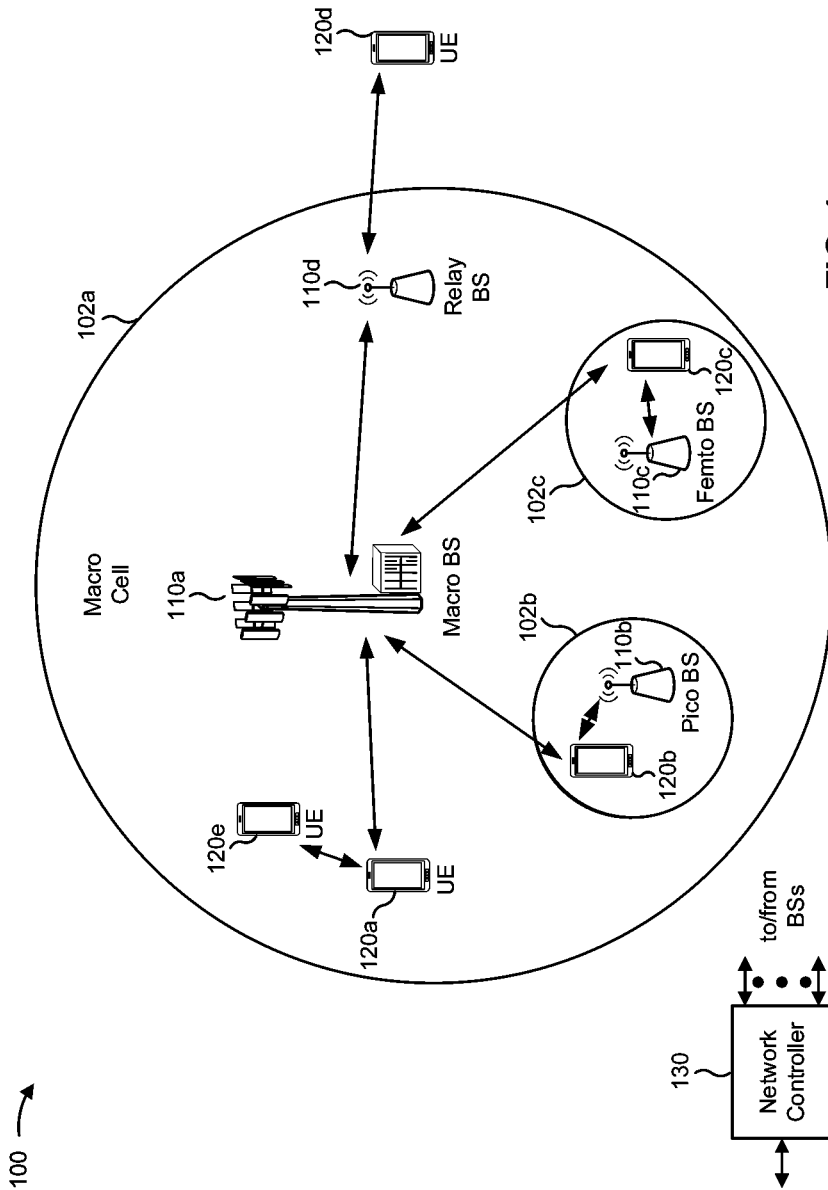 100
102a
Macro
Cell
110a
120e
UE
120a
UE
Macro BS
110d
Relay
BS
120d
UE
102b
120b
110b
Pico BS
102c
110c
Femto BS
120c
130
Network
Controller
to/from
BSs